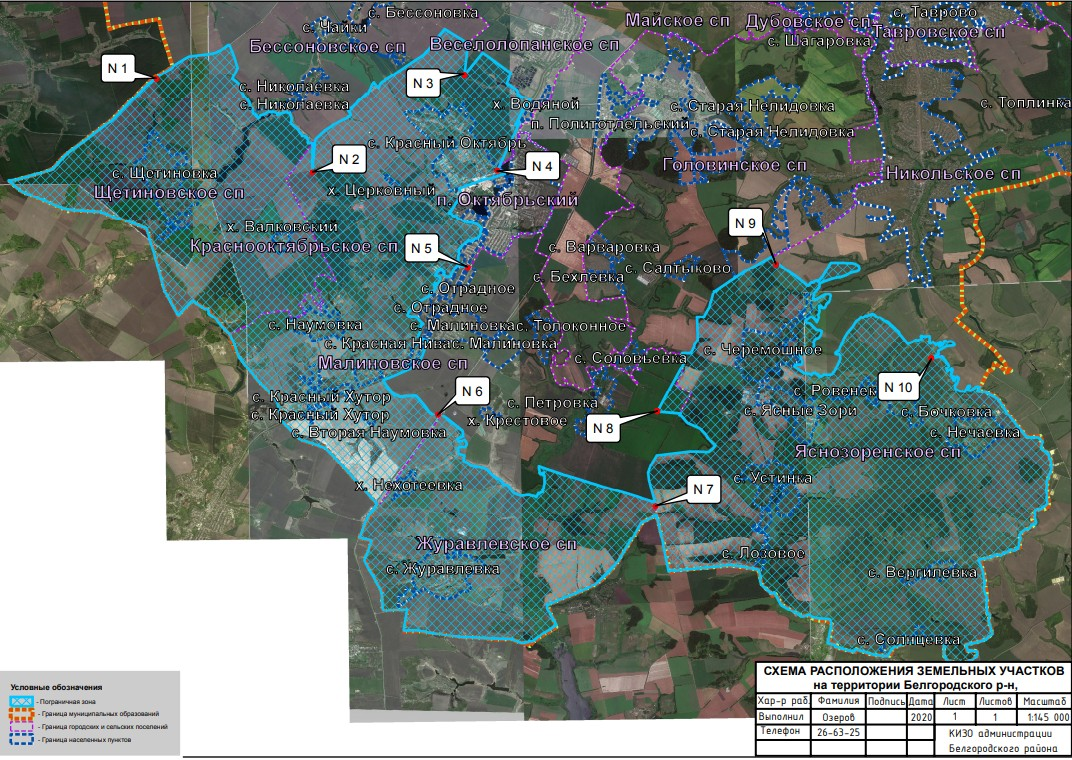 с. Бессоновка
с. Таврово
Майское сп
Дубовское сп
с. Чайки
Тавровское сп
Бессоновское сп
Веселолопанское сп
с. Шагаровка
N 1
N 3
с. Николаевка
с. Николаевка
х. Водяной
с. Старая Нелидовка
с. Топлинка
п. Политотдельский
с. Старая Нелидовка
с. Красный Октябрь
N 2
N 4
Головинское сп
с. Щетиновка
Никольское сп
Щетиновское сп
х. Церковный
п. Октябрьский
х. Валковский
N 9
Краснооктябрьское сп
N 5
с. Варваровка
с. Салтыково
с. Бехлевка
с. Отрадное
с. Отрадное
с. Наумовка
с. Малиновка
с. Толоконное
с. Красная Нива
с. Малиновка
с. Черемошное
Малиновское сп
с. Соловьевка
N 10
N 6
с. Ровенек
с. Красный Хутор
с. Петровка
с. Красный Хутор
с. Ясные Зори
с. Бочковка
х. Крестовое
N 8
с. Вторая Наумовка
с. Нечаевка
Яснозоренское сп
х. Нехотеевка
с. Устинка
N 7
Журавлевское сп
с. Лозовое
с. Журавлевка
с. Вергилевка
с. Солнцевка
Условные обозначения
- Пограничная зона
- Граница муниципальных образований
- Граница городских и сельских поселений
- Граница населенных пунктов
СХЕМА РАСПОЛОЖЕНИЯ ЗЕМЕЛЬНЫХ УЧАСТКОВ
на территории Белгородского р-н,
Хар-р раб. Фамилия Подпись Дата Лист Листов Масштаб
Выполнил Озеров 2020 1 1 1:145 000
Телефон 26-63-25 КИЗО администрации
Белгородского района